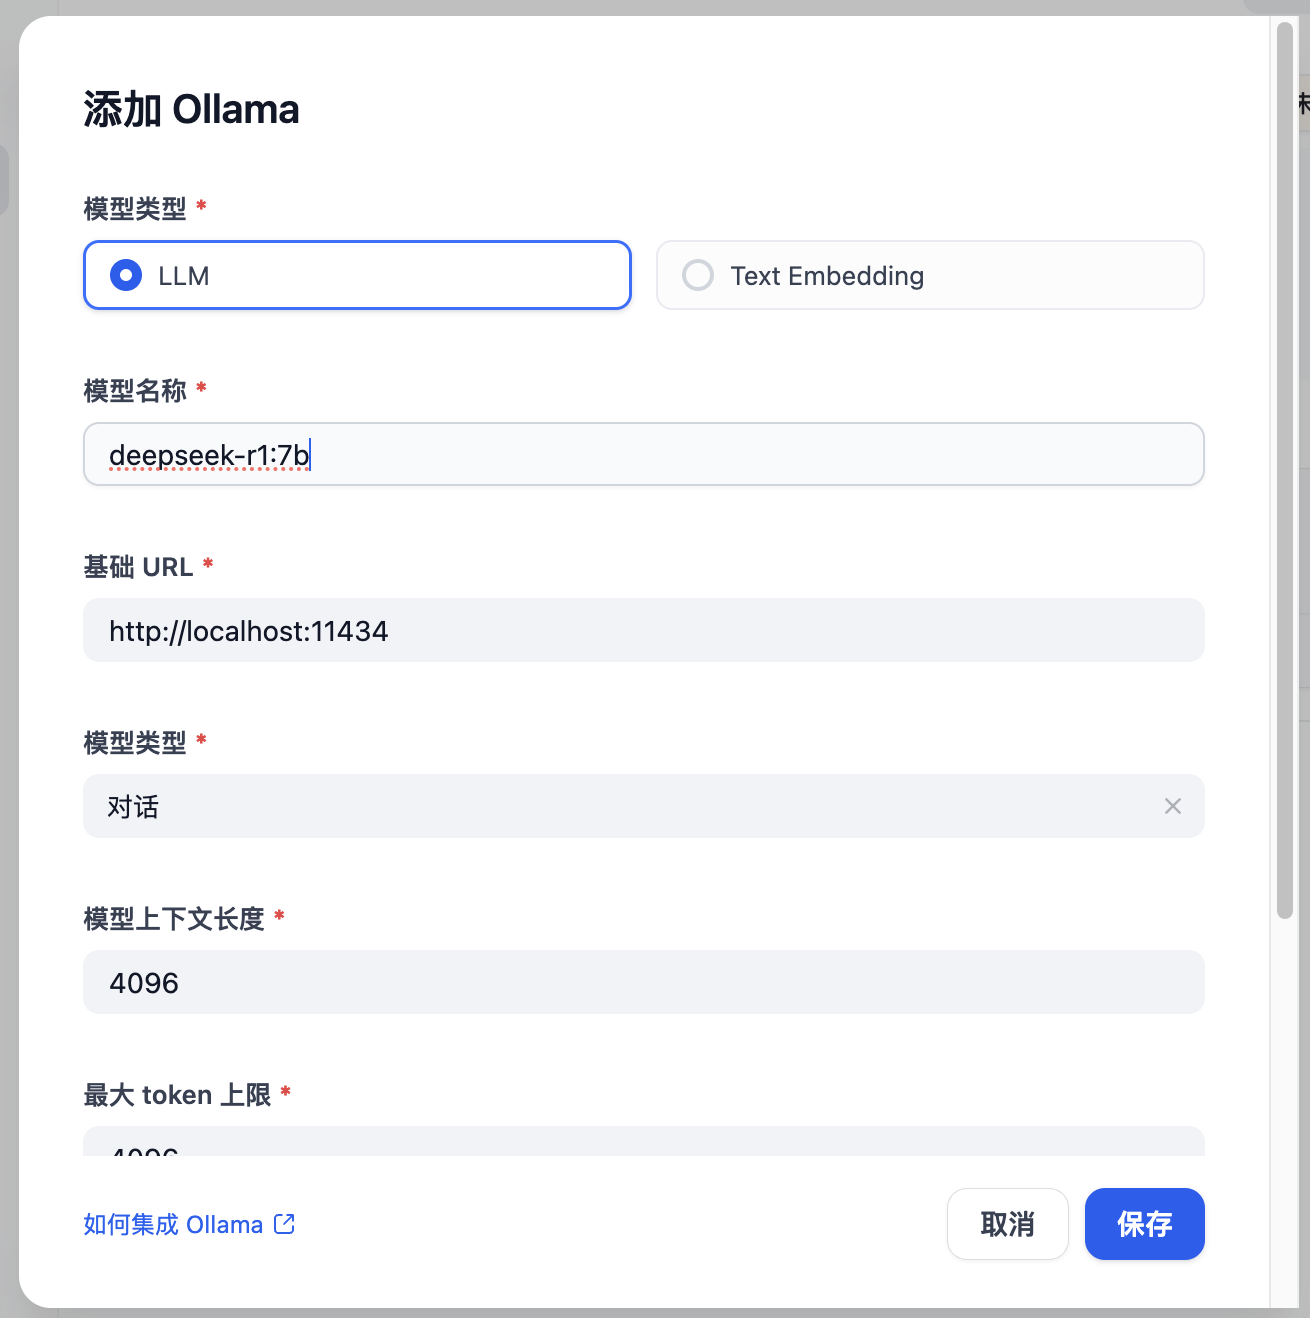 添加 Ollama
模型类型 *
LLM
Text Embedding
模型名称 *
deepseek-r1:7b
基础 URL *
http://localhost:11434
模型类型 *
对话
模型上下文长度 *
4096
最大 token 上限 *
4096
如何集成 Ollama
取消
保存